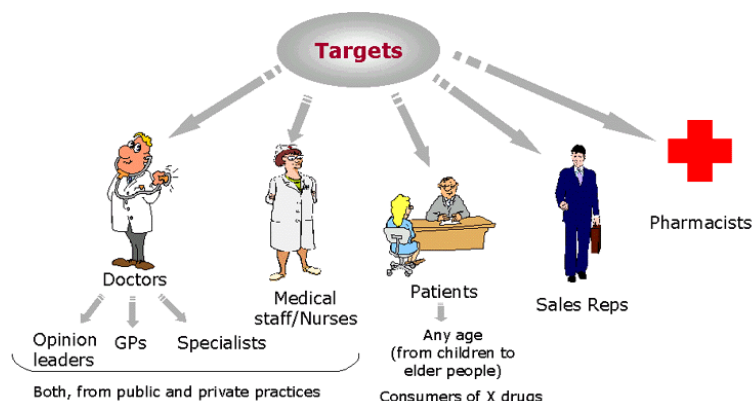 Targets
Doctors
Medical
staff/Nurses
Patients
Sales Reps
Pharmacists
Opinion
leaders
GPs
Specialists
Any age
(from children to
elder people)
Both, from public and private practices
Consumers of X drugs